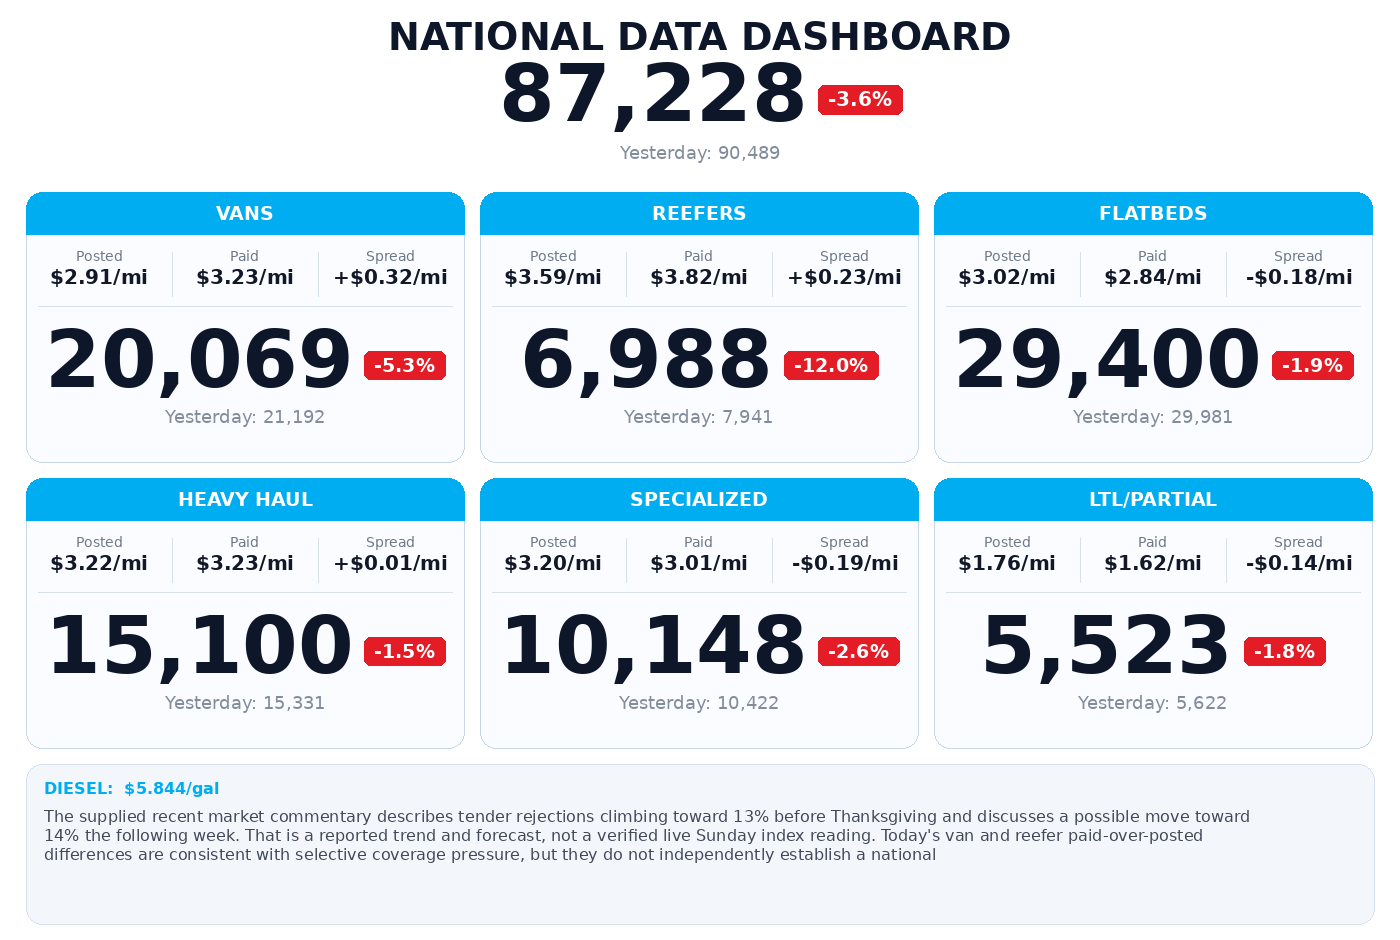 NATIONAL DATA DASHBOARD
87,228 -3.6%
Yesterday: 90,489
VANS
Posted Paid Spread
$2.91/mi $3.23/mi +$0.32/mi
20,069 -5.3%
Yesterday: 21,192
REEFERS
Posted Paid Spread
$3.59/mi $3.82/mi +$0.23/mi
6,988 -12.0%
Yesterday: 7,941
FLATBEDS
Posted Paid Spread
$3.02/mi $2.84/mi -$0.18/mi
29,400 -1.9%
Yesterday: 29,981
HEAVY HAUL
Posted Paid Spread
$3.22/mi $3.23/mi +$0.01/mi
15,100 -1.5%
Yesterday: 15,331
SPECIALIZED
Posted Paid Spread
$3.20/mi $3.01/mi -$0.19/mi
10,148 -2.6%
Yesterday: 10,422
LTL/PARTIAL
Posted Paid Spread
$1.76/mi $1.62/mi -$0.14/mi
5,523 -1.8%
Yesterday: 5,622
DIESEL: $5.844/gal
The supplied recent market commentary describes tender rejections climbing toward 13% before Thanksgiving and discusses a possible move toward
14% the following week. That is a reported trend and forecast, not a verified live Sunday index reading. Today's van and reefer paid-over-posted
differences are consistent with selective coverage pressure, but they do not independently establish a national